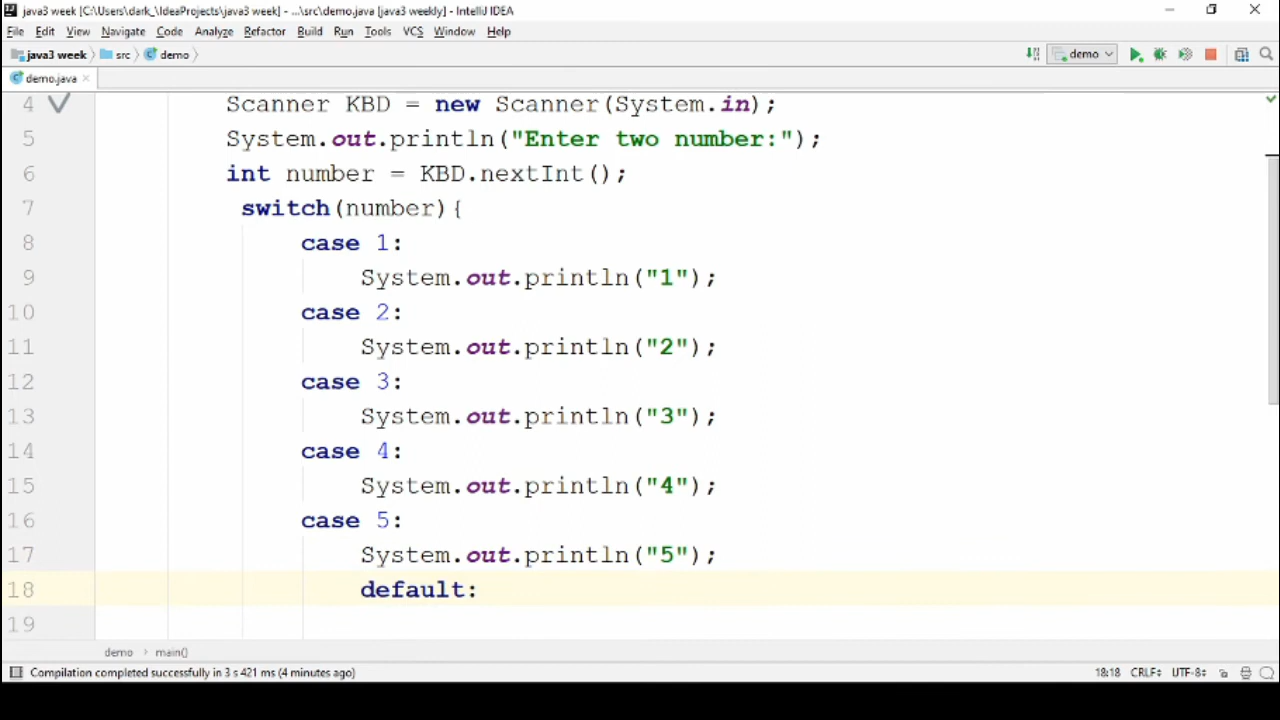 java3 week [C:\Users\dark_\IdeaProjects\java3 week] - ...\src\demo.java [java3 weekly] - IntelliJ IDEA
File Edit View Navigate Code Analyze Refactor Build Run Tools VCS Window Help
java3 week src demo demo
demo.java
4 Scanner KBD = new Scanner(System.in);
5 System.out.println("Enter two number:");
6 int number = KBD.nextInt();
7 switch(number){
8 case 1:
9 System.out.println("1");
10 case 2:
11 System.out.println("2");
12 case 3:
13 System.out.println("3");
14 case 4:
15 System.out.println("4");
16 case 5:
17 System.out.println("5");
18 default:
19
demo main()
Compilation completed successfully in 3 s 421 ms (4 minutes ago) 18:18 CRLF UTF-8